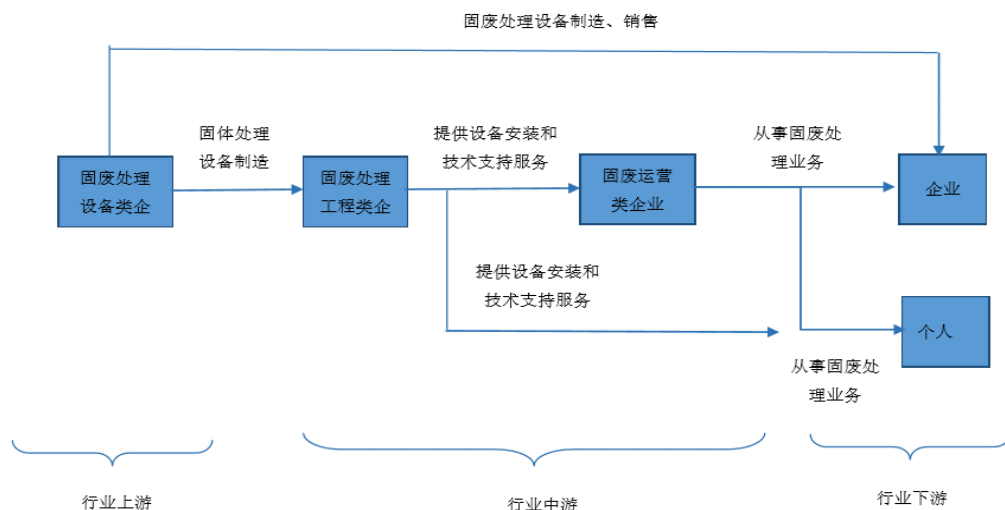 固废处理设备制造、销售
固体处理
设备制造
提供设备安装和
技术支持服务
从事固废处
理业务
固废处理
设备类企
固废处理
工程类企
固废运营
类企业
企业
提供设备安装和
技术支持服务
个人
从事固废处
理业务
行业上游
行业中游
行业下游